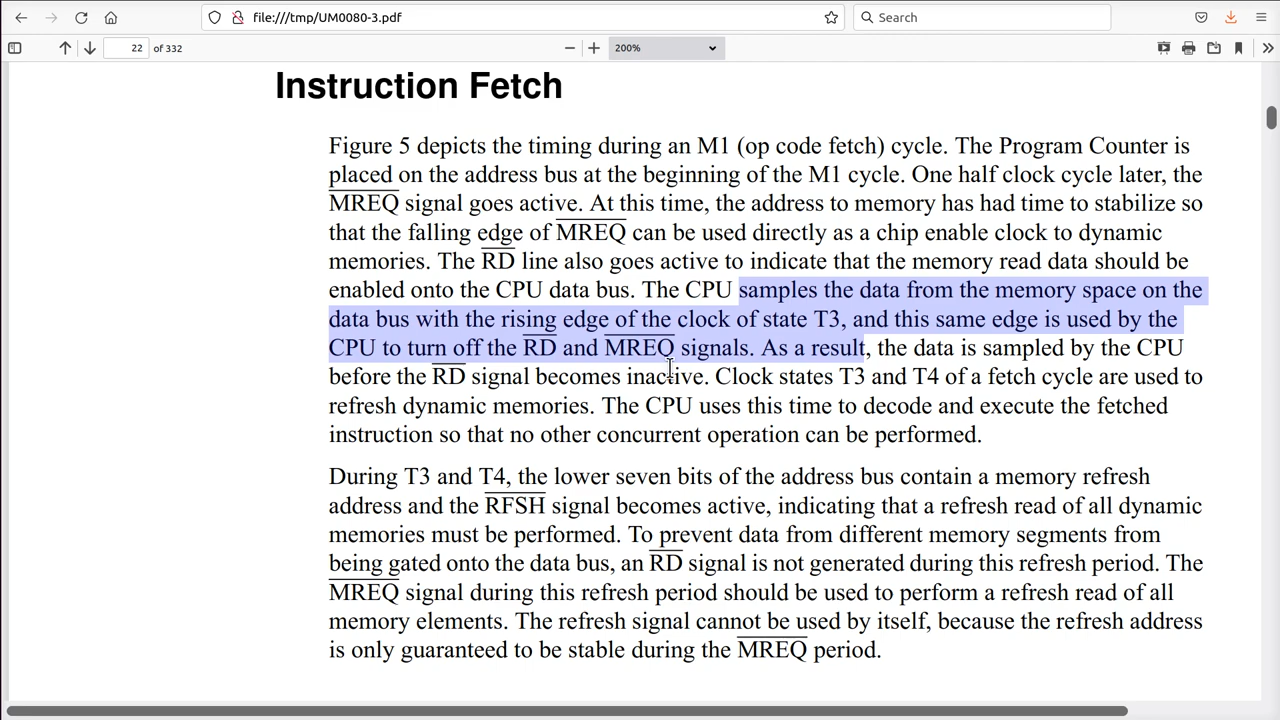 file:///tmp/UM0080-3.pdf
Search
22 of 332
200%
Instruction Fetch
Figure 5 depicts the timing during an M1 (op code fetch) cycle. The Program Counter is
placed on the address bus at the beginning of the M1 cycle. One half clock cycle later, the
MREQ signal goes active. At this time, the address to memory has had time to stabilize so
that the falling edge of MREQ can be used directly as a chip enable clock to dynamic
memories. The RD line also goes active to indicate that the memory read data should be
enabled onto the CPU data bus. The CPU samples the data from the memory space on the
data bus with the rising edge of the clock of state T3, and this same edge is used by the
CPU to turn off the RD and MREQ signals. As a result, the data is sampled by the CPU
before the RD signal becomes inactive. Clock states T3 and T4 of a fetch cycle are used to
refresh dynamic memories. The CPU uses this time to decode and execute the fetched
instruction so that no other concurrent operation can be performed.
During T3 and T4, the lower seven bits of the address bus contain a memory refresh
address and the RFSH signal becomes active, indicating that a refresh read of all dynamic
memories must be performed. To prevent data from different memory segments from
being gated onto the data bus, an RD signal is not generated during this refresh period. The
MREQ signal during this refresh period should be used to perform a refresh read of all
memory elements. The refresh signal cannot be used by itself, because the refresh address
is only guaranteed to be stable during the MREQ period.